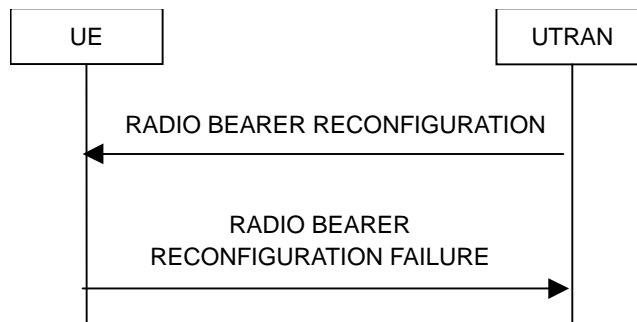 UE
UTRAN
RADIO BEARER RECONFIGURATION
RADIO BEARER
RECONFIGURATION FAILURE